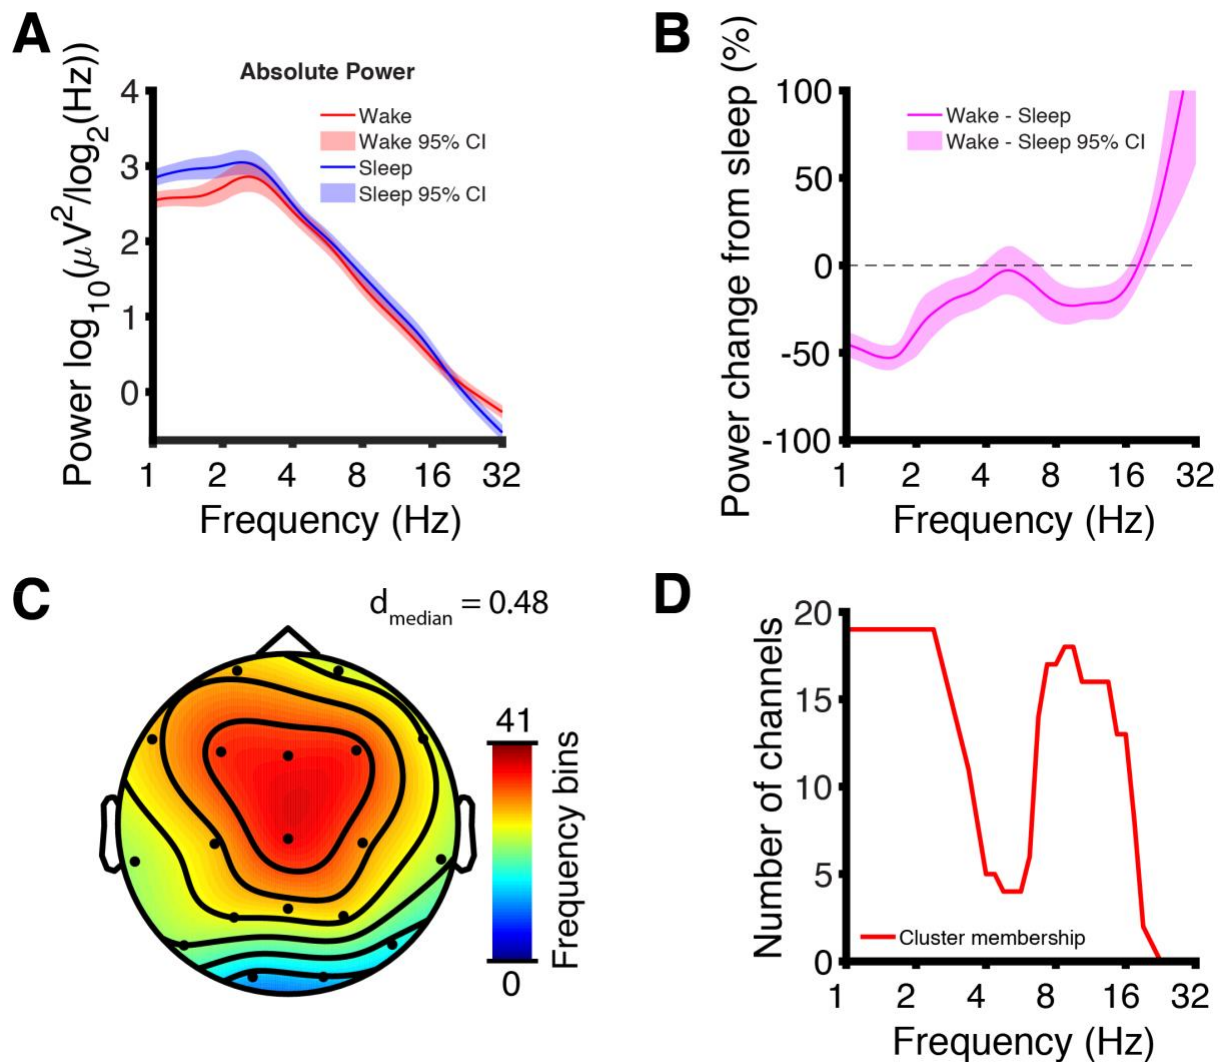 A
Absolute Power
Power log10(μV2/log2(Hz))
4
3
2
1
0
Wake
Wake 95% CI
Sleep
Sleep 95% CI
1 2 4 8 16 32
Frequency (Hz)
B
Power change from sleep (%)
100
50
0
-50
-100
Wake - Sleep
Wake - Sleep 95% CI
1 2 4 8 16 32
Frequency (Hz)
C
dmedian = 0.48
41
0
Frequency bins
D
Number of channels
20
15
10
5
0
Cluster membership
1 2 4 8 16 32
Frequency (Hz)